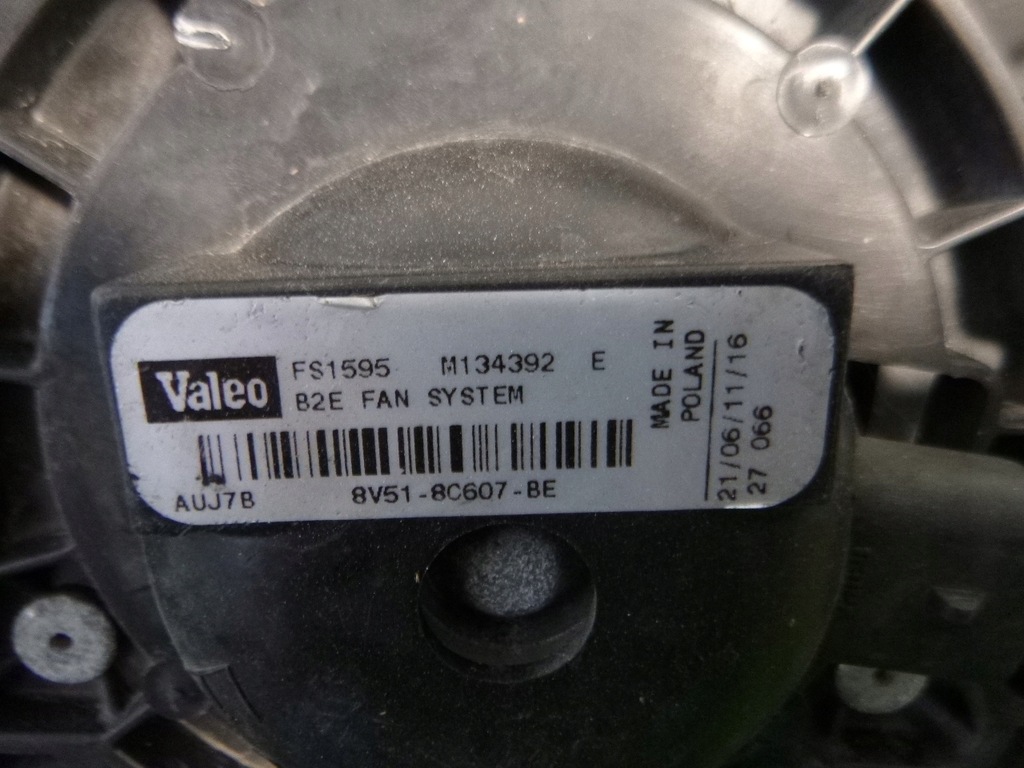 Valeo FS1595 M134392 E
B2E FAN SYSTEM
AUJ7B 8V51-8C607-BE
MADE IN
POLAND
21/06/11/16
27 066